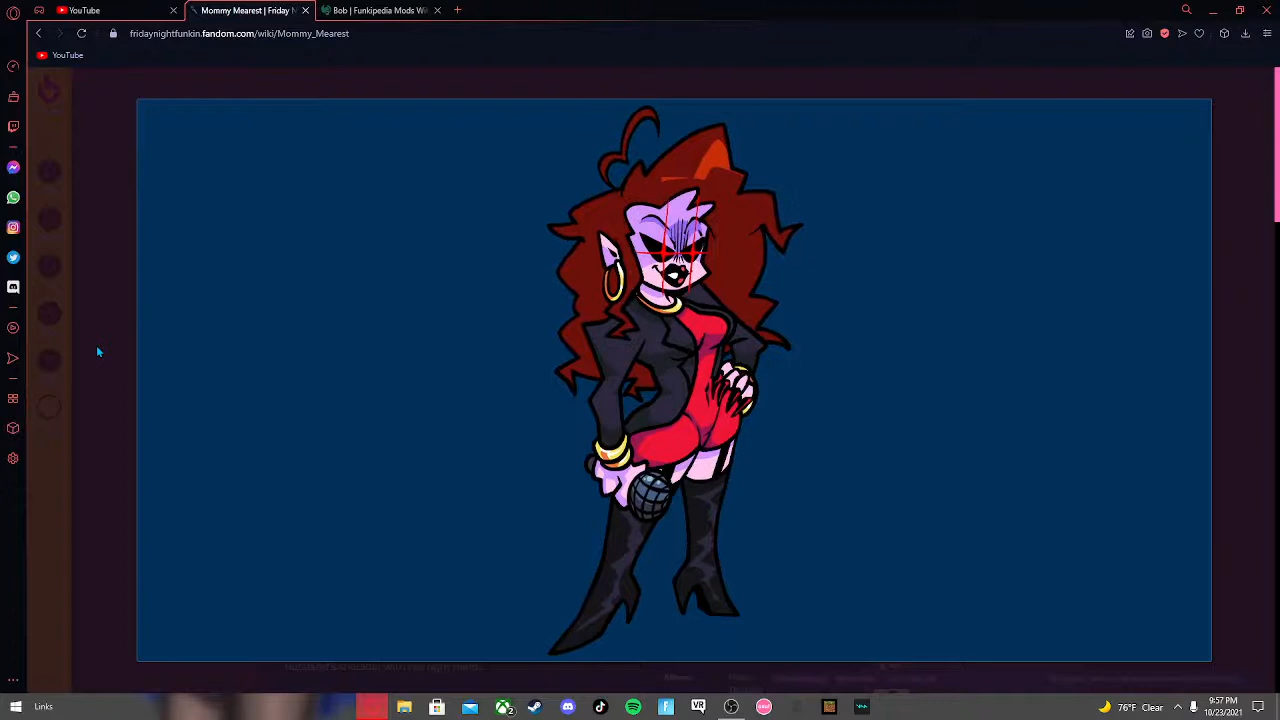 YouTube
Mommy Mearest | Friday N
Bob | Funkipedia Mods Wi
fridaynightfunkin.fandom.com/wiki/Mommy_Mearest
YouTube
Links
VR
76°F Clear
9:57 PM
10/23/2021